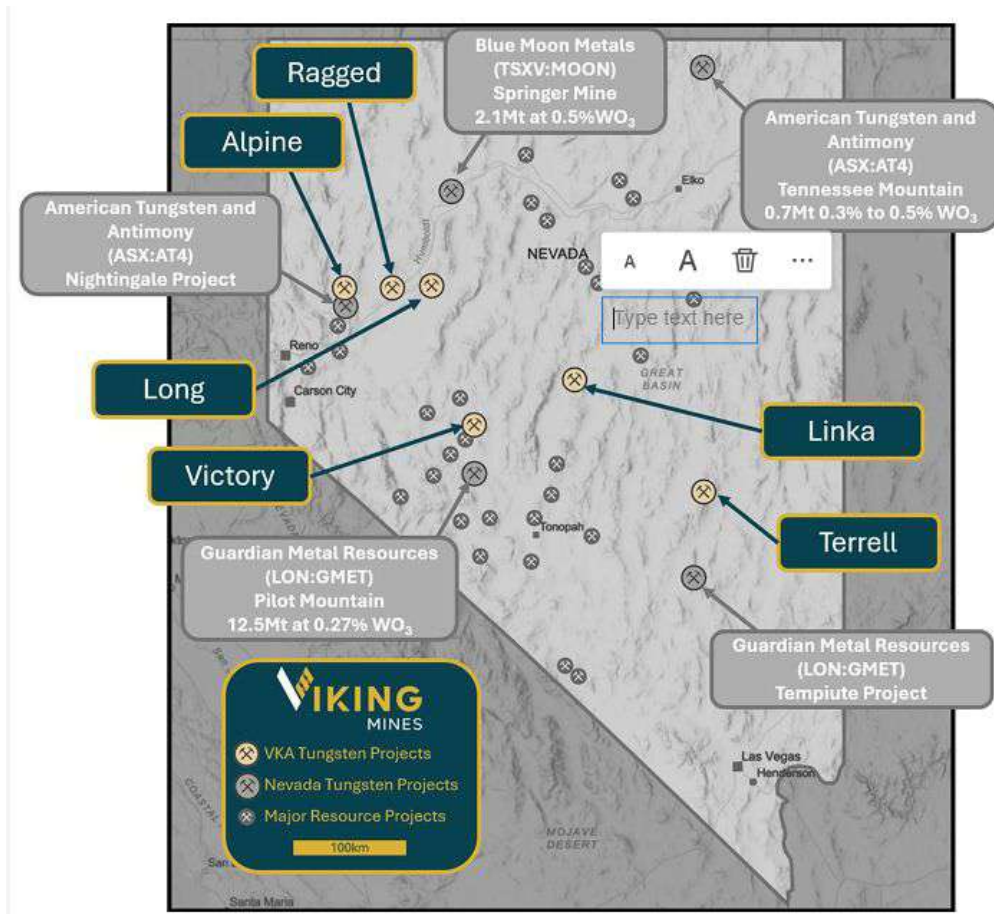 Ragged
Alpine
Blue Moon Metals
(TSXV:MOON)
Springer Mine
2.1Mt at 0.5%WO₃
American Tungsten and
Antimony
(ASX:AT4)
Tennessee Mountain
0.7Mt 0.3% to 0.5% WO₃
American Tungsten and
Antimony
(ASX:AT4)
Nightingale Project
Elko
Humboldt
NEVADA
A A ...
Type text here
Reno
Carson City
GREAT
BASIN
Long
Linka
Victory
Terrell
Tonopah
NEVADA
Guardian Metal Resources
(LON:GMET)
Pilot Mountain
12.5Mt at 0.27% WO₃
Guardian Metal Resources
(LON:GMET)
Tempiute Project
VIKING
MINES
VKA Tungsten Projects
Nevada Tungsten Projects
Major Resource Projects
100km
Las Vegas
Henderson
MOJAVE
DESERT
COASTAL
Santa Maria